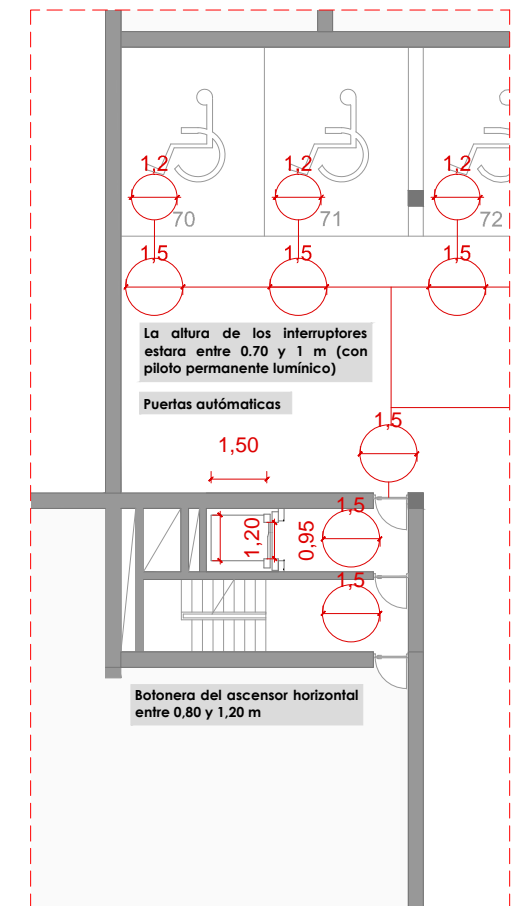 1,2 1,2 1,2
70 71 72
1,5 1,5 1,5
La altura de los interruptores
estara entre 0.70 y 1 m (con
piloto permanente lumínico)
Puertas autómaticas
1,5
1,50
1,5
1,20
0,95
1,5
Botonera del ascensor horizontal
entre 0,80 y 1,20 m